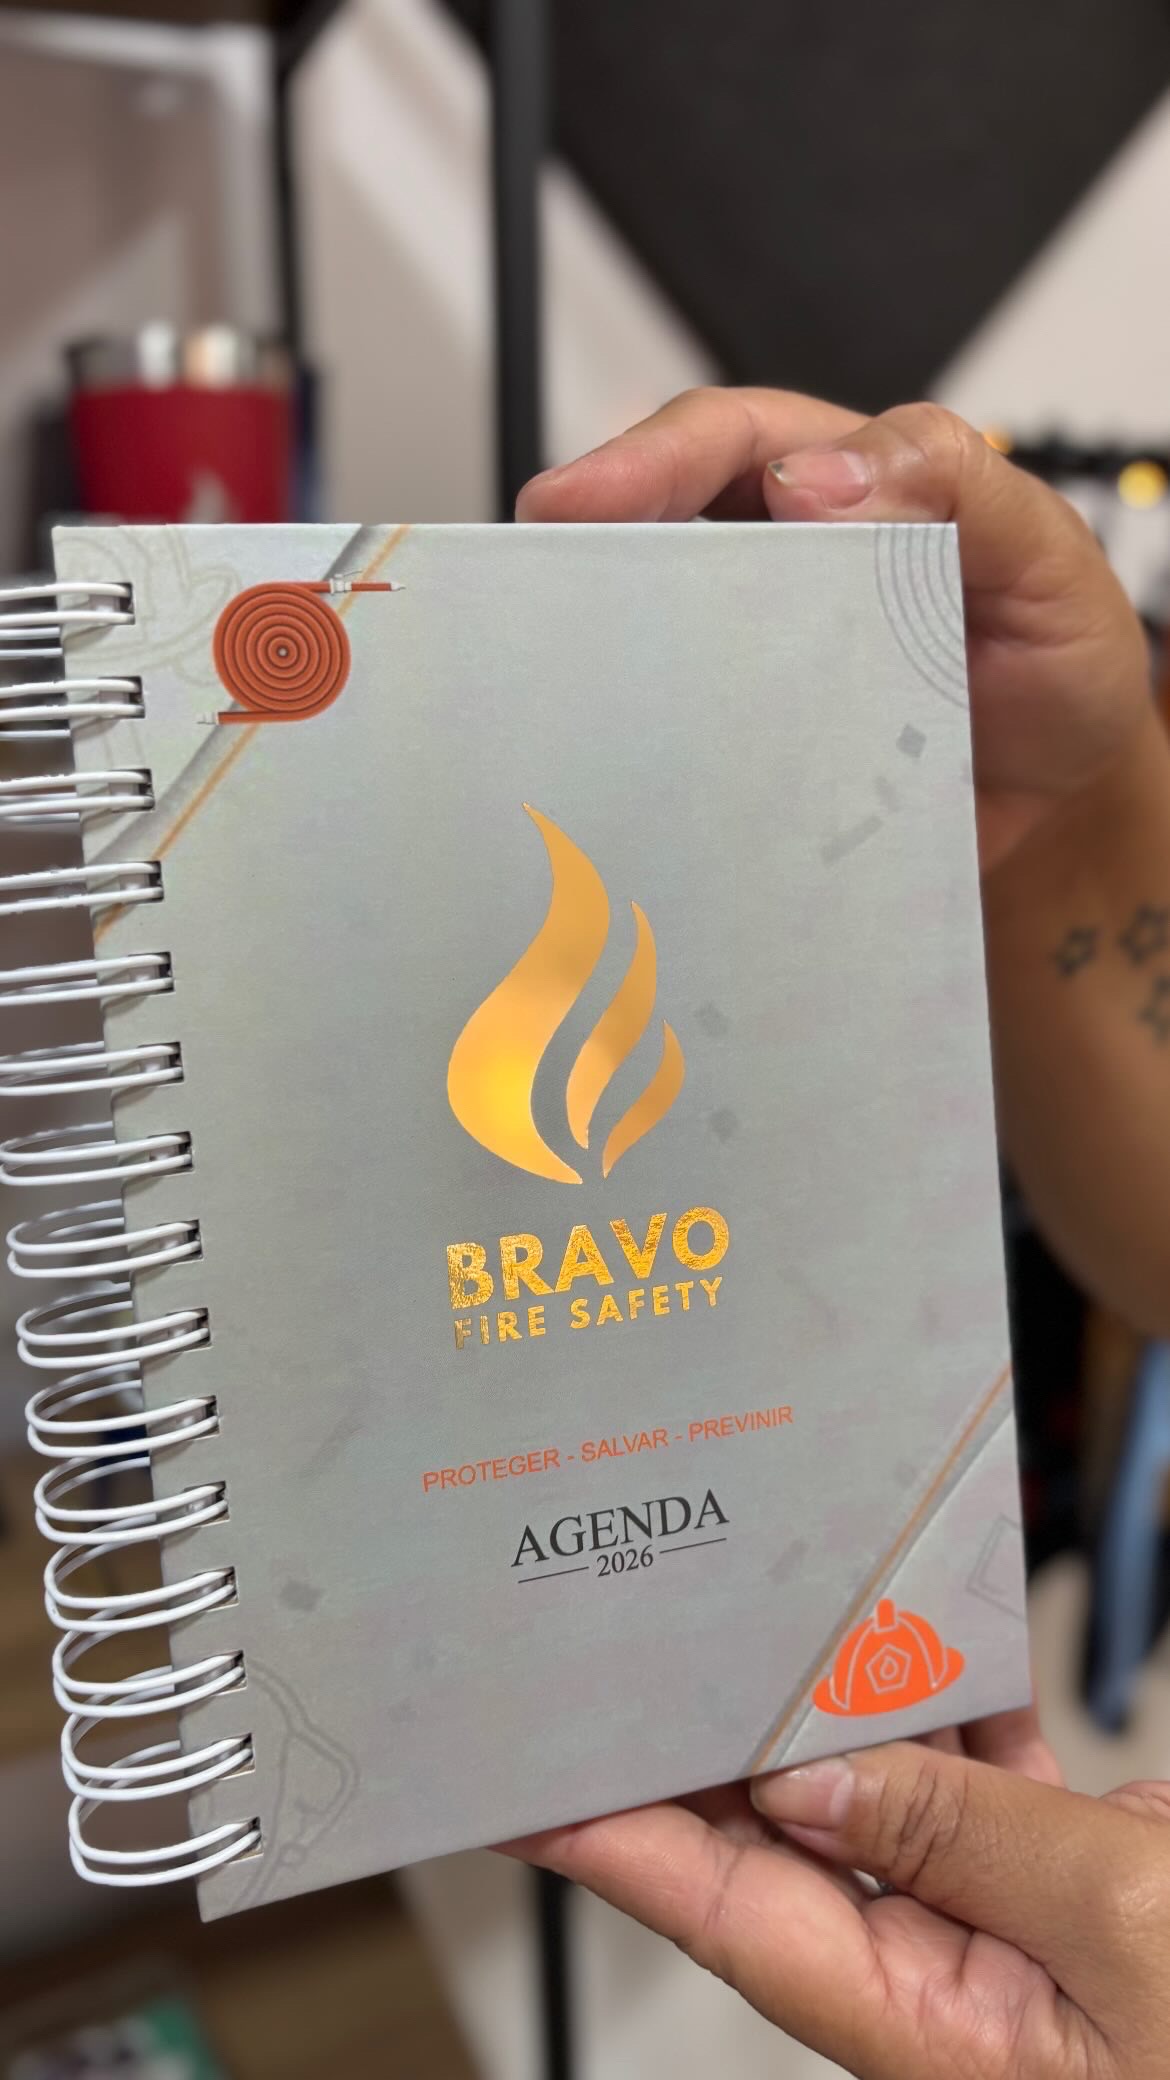 BRAVO
FIRE SAFETY
PROTEGER - SALVAR - PREVINIR
AGENDA
2026